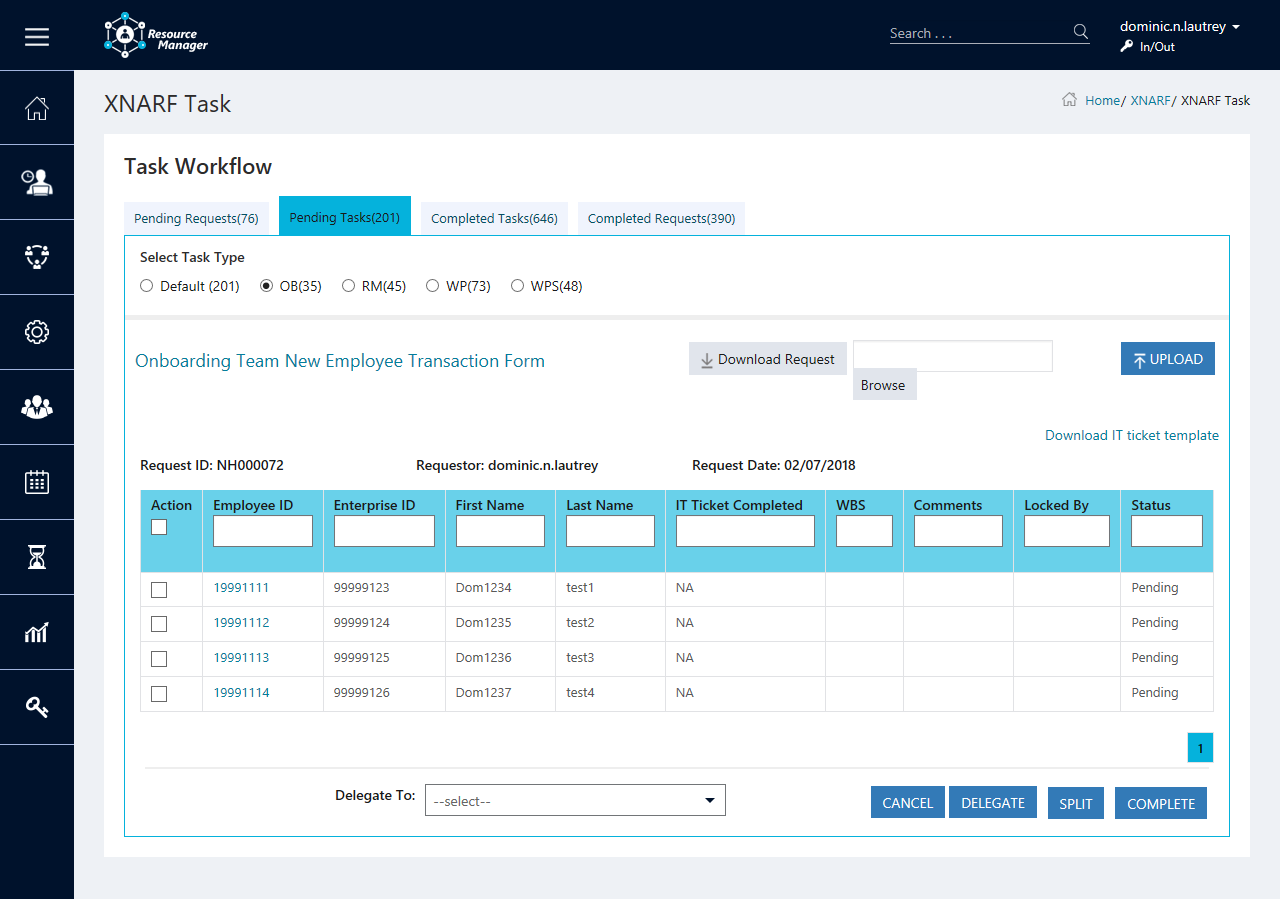 Resource
Manager
Search . . .
dominic.n.lautrey
In/Out
XNARF Task
Home/ XNARF/ XNARF Task
Task Workflow
Pending Requests(76) Pending Tasks(201) Completed Tasks(646) Completed Requests(390)
Select Task Type
Default (201) OB(35) RM(45) WP(73) WPS(48)
Onboarding Team New Employee Transaction Form
Download Request
UPLOAD
Browse
Download IT ticket template
Request ID: NH000072 Requestor: dominic.n.lautrey Request Date: 02/07/2018
Action Employee ID Enterprise ID First Name Last Name IT Ticket Completed WBS Comments Locked By Status
19991111 99999123 Dom1234 test1 NA Pending
19991112 99999124 Dom1235 test2 NA Pending
19991113 99999125 Dom1236 test3 NA Pending
19991114 99999126 Dom1237 test4 NA Pending
1
Delegate To: --select-- CANCEL DELEGATE SPLIT COMPLETE